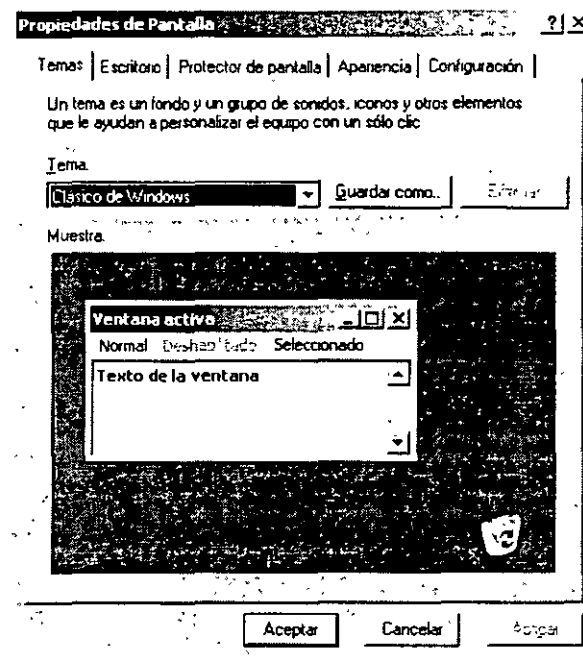 Propiedades de Pantalla ? X
Temas Escritorio Protector de pantalla Apariencia Configuración
Un tema es un fondo y un grupo de sonidos, iconos y otros elementos
que le ayudan a personalizar el equipo con un sólo clic
Tema.
Clásico de Windows Guardar como.. Eliminar
Muestra.
Ventana activa
Normal Deshabilitado Seleccionado
Texto de la ventana
Aceptar Cancelar